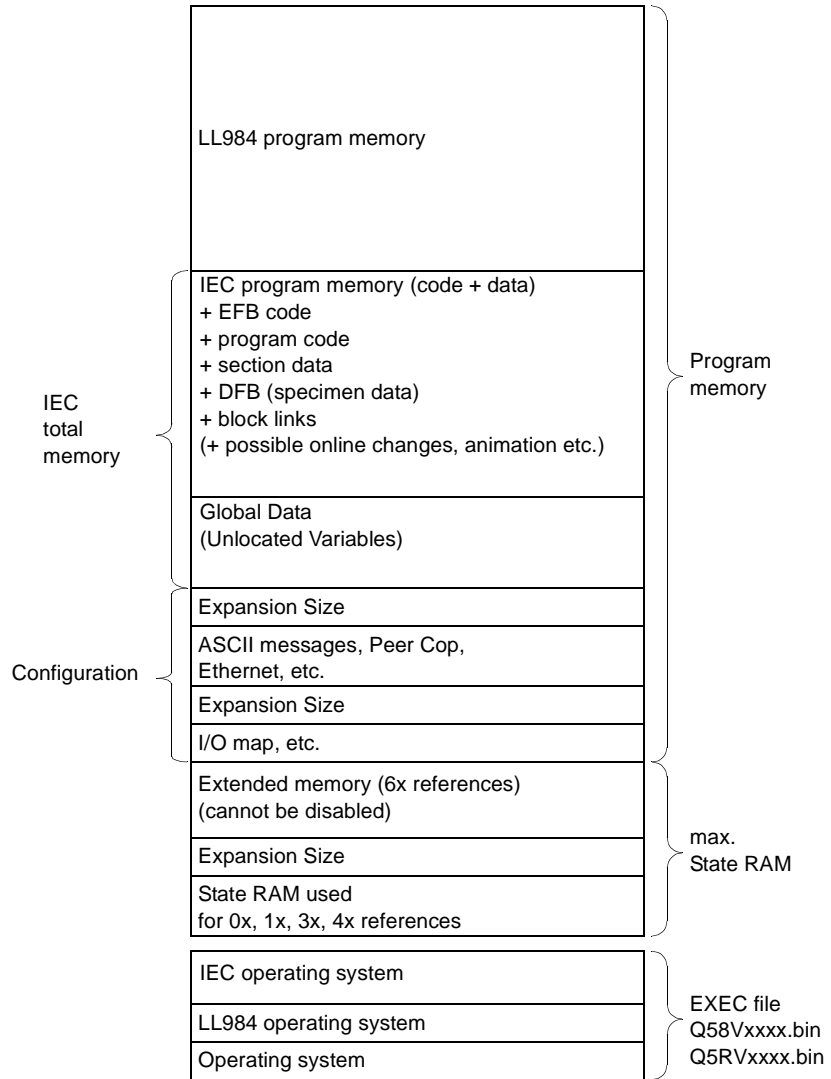 LL984 program memory
IEC program memory (code + data)
+ EFB code
+ program code
+ section data
+ DFB (specimen data)
+ block links
(+ possible online changes, animation etc.)
Program
memory
IEC
total
memory
Global Data
(Unlocated Variables)
Expansion Size
ASCII messages, Peer Cop,
Ethernet, etc.
Configuration
Expansion Size
I/O map, etc.
Extended memory (6x references)
(cannot be disabled)
max.
State RAM
Expansion Size
State RAM used
for 0x, 1x, 3x, 4x references
IEC operating system
LL984 operating system
Operating system
EXEC file
Q58Vxxxx.bin
Q5RVxxxx.bin